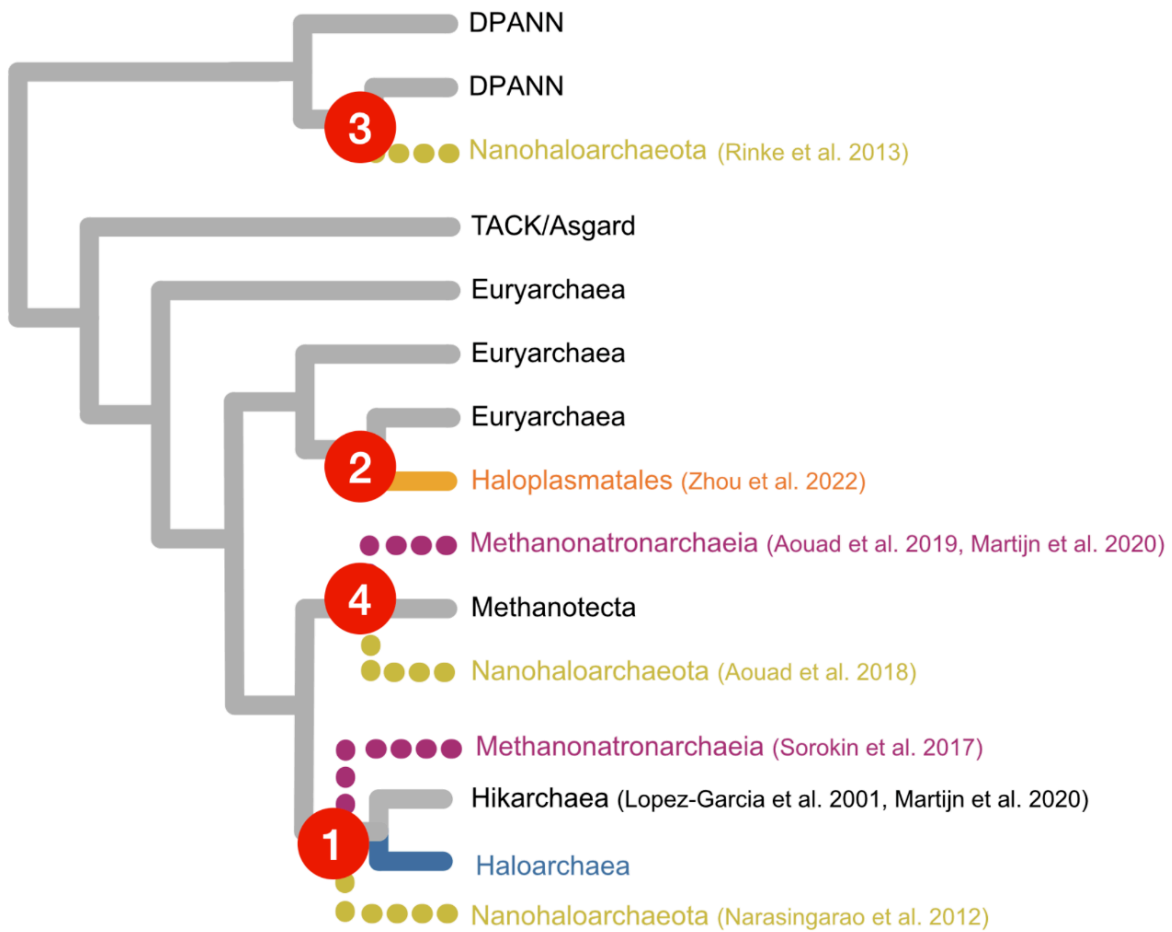 DPANN
DPANN
3
Nanohaloarchaeota (Rinke et al. 2013)
TACK/Asgard
Euryarchaea
Euryarchaea
Euryarchaea
2
Haloplasmatales (Zhou et al. 2022)
Methanonatronarchaeia (Aouad et al. 2019, Martijn et al. 2020)
4
Methanotecta
Nanohaloarchaeota (Aouad et al. 2018)
Methanonatronarchaeia (Sorokin et al. 2017)
Hikarchaea (Lopez-Garcia et al. 2001, Martijn et al. 2020)
1
Haloarchaea
Nanohaloarchaeota (Narasingarao et al. 2012)